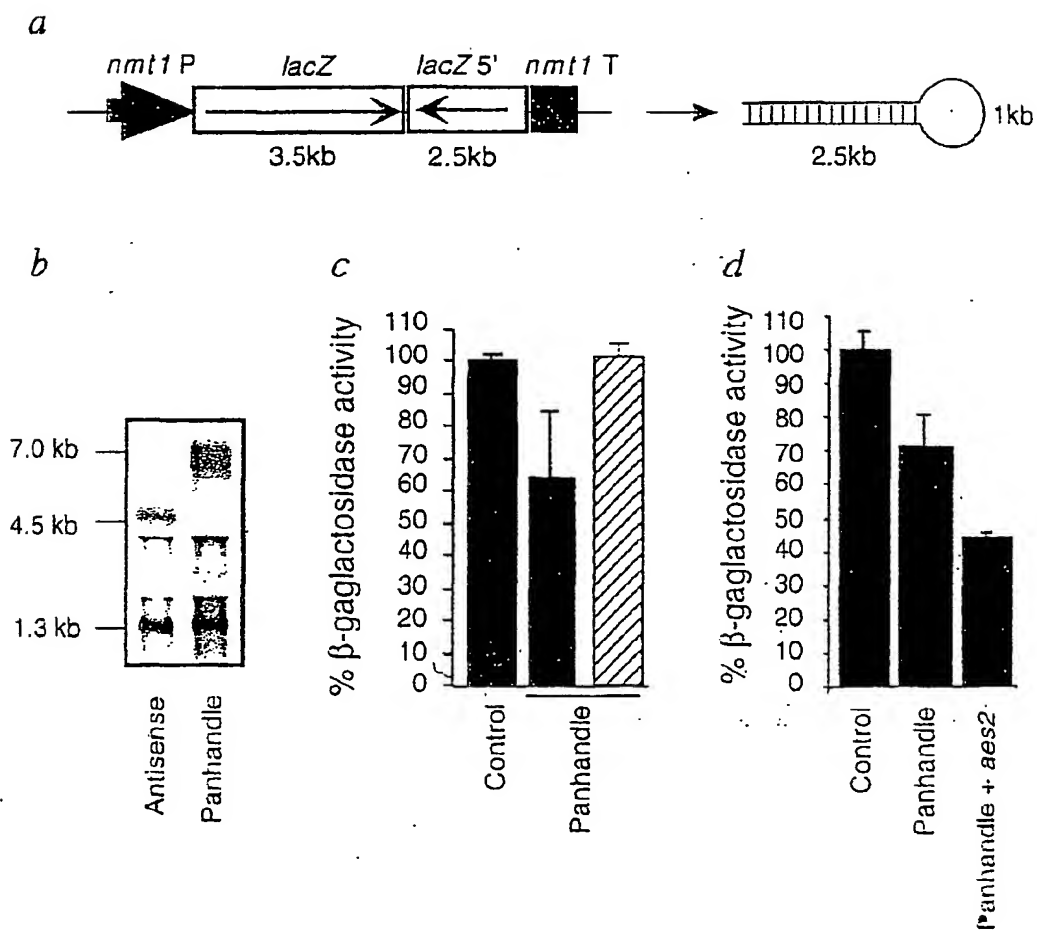 a
nmt1 P lacZ lacZ 5' nmt1 T
3.5kb 2.5kb
2.5kb
1kb
b
7.0 kb
4.5 kb
1.3 kb
Antisense
Panhandle
c
% β-gaglactosidase activity
110
100
90
80
70
60
50
40
30
20
10
0
Control
Panhandle
d
% β-gaglactosidase activity
110
100
90
80
70
60
50
40
30
20
10
0
Control
Panhandle
Panhandle + aes2